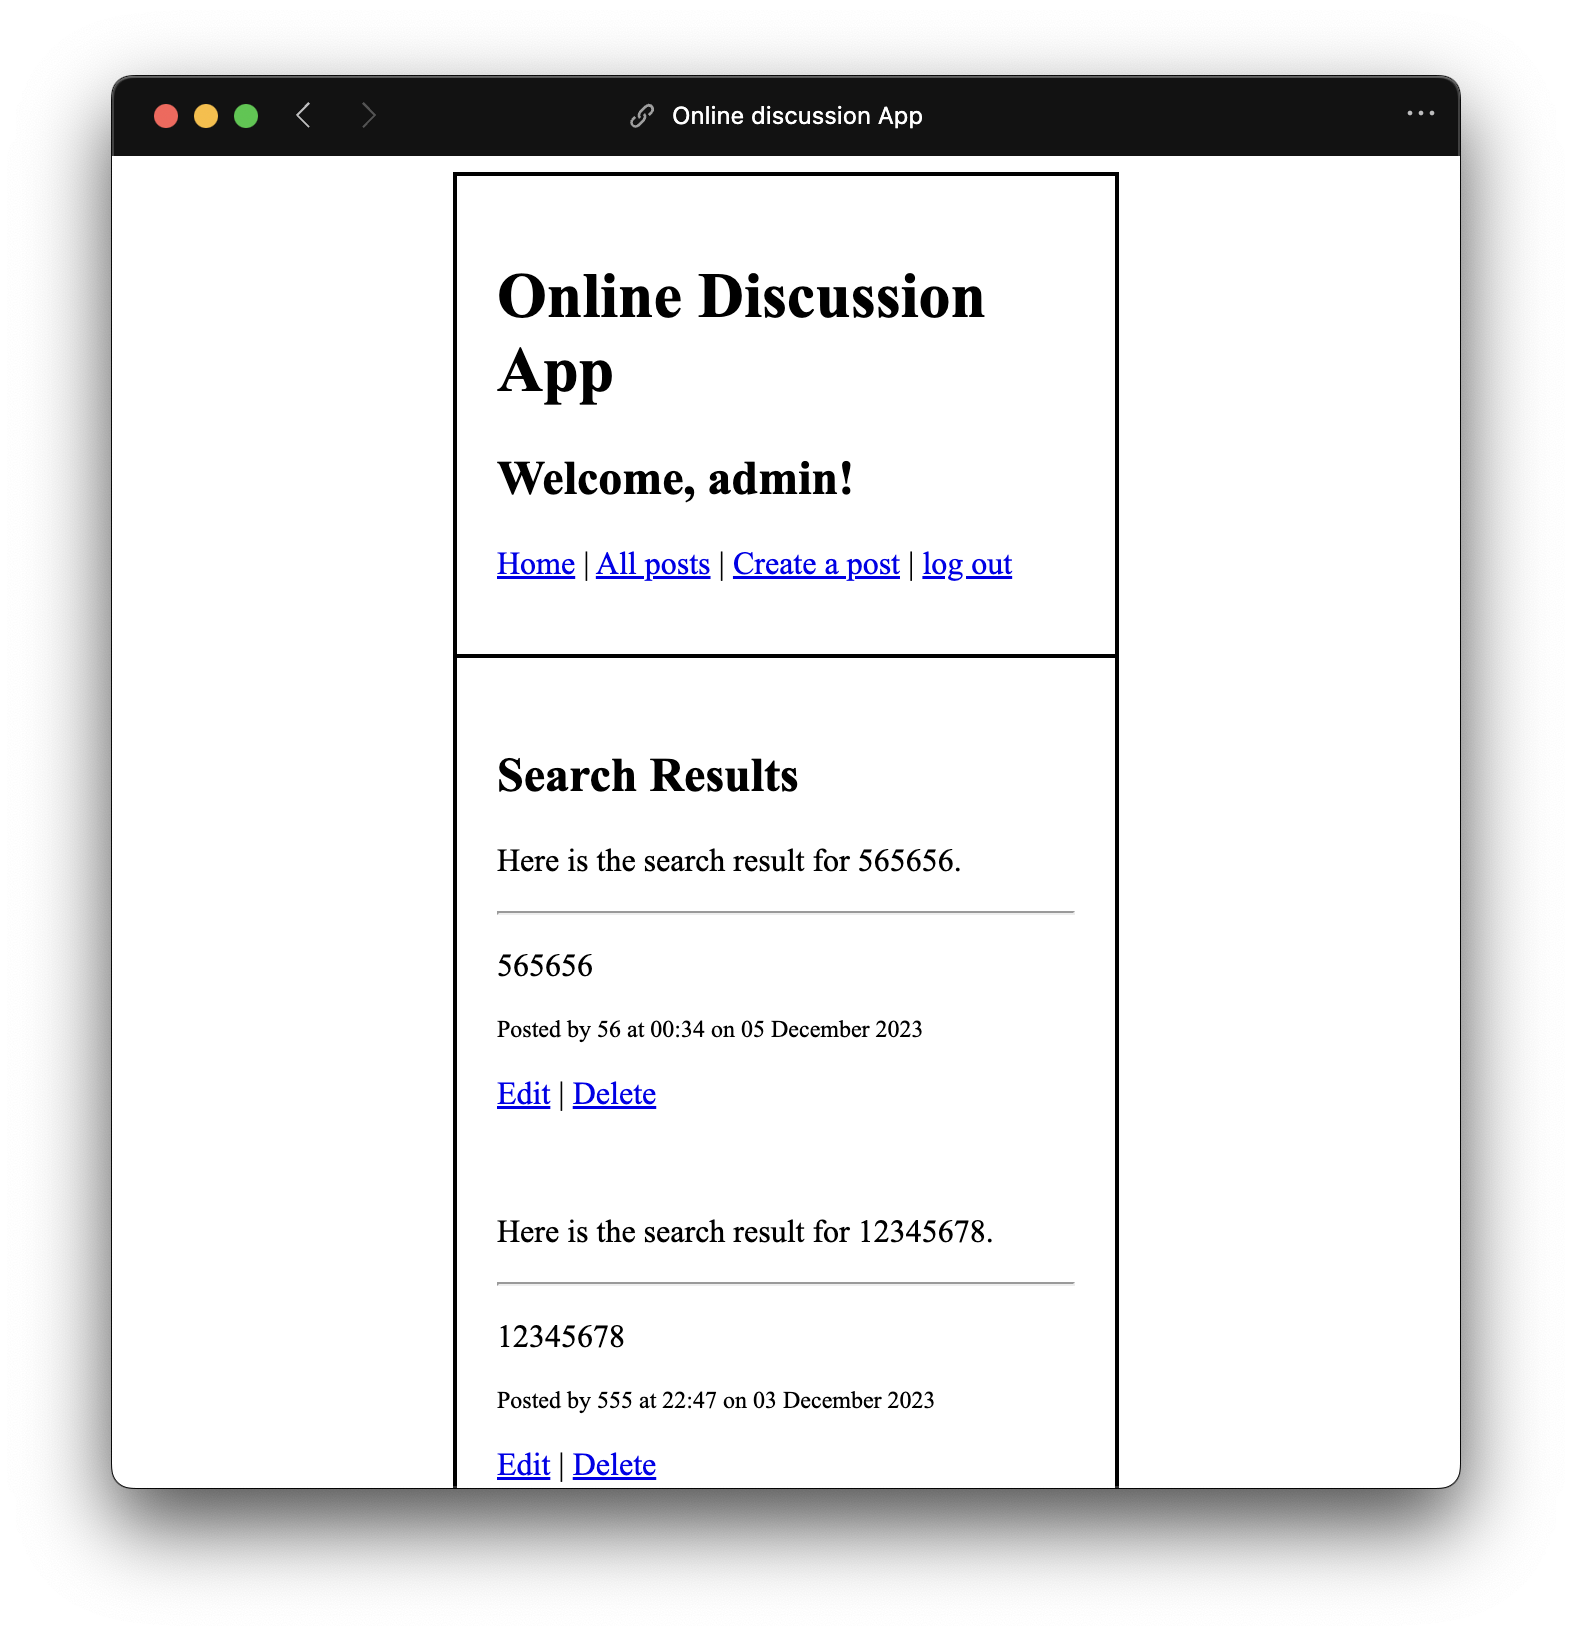 Online discussion App
Online Discussion
App
Welcome, admin!
Home | All posts | Create a post | log out
Search Results
Here is the search result for 565656.
565656
Posted by 56 at 00:34 on 05 December 2023
Edit | Delete
Here is the search result for 12345678.
12345678
Posted by 555 at 22:47 on 03 December 2023
Edit | Delete